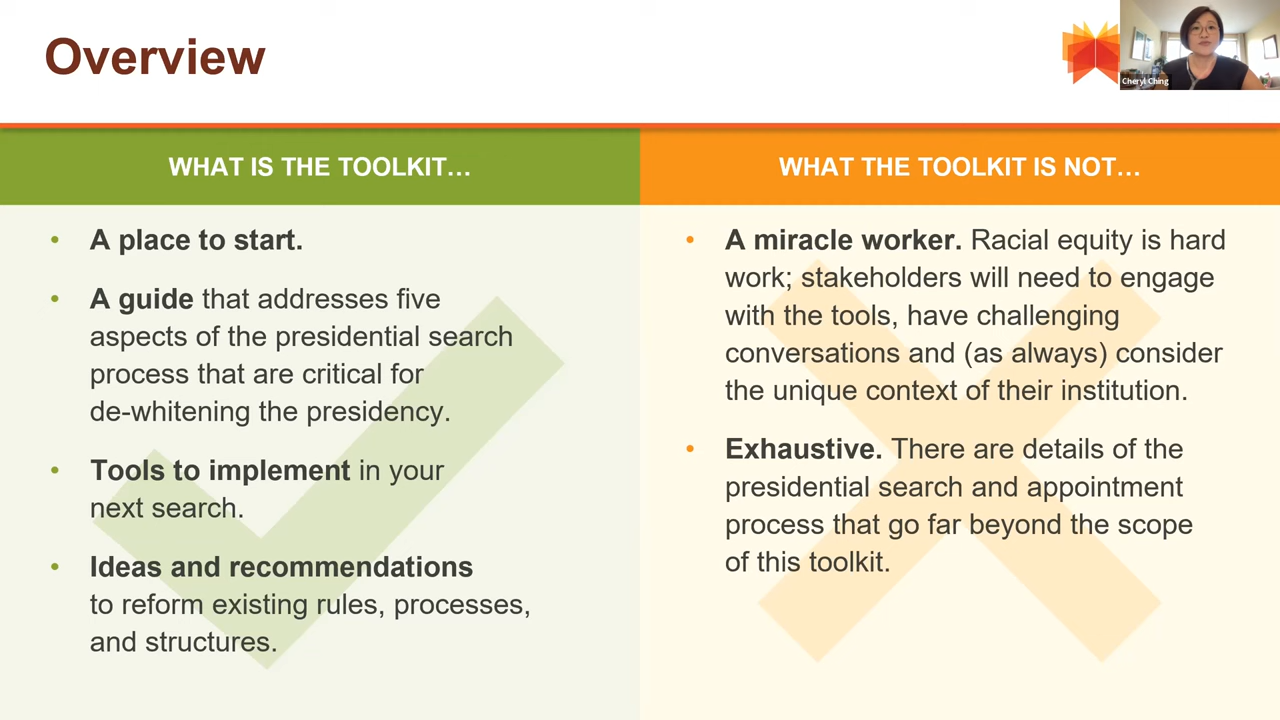 Overview
Cheryl Ching
WHAT IS THE TOOLKIT…
• A place to start.
• A guide that addresses five
aspects of the presidential search
process that are critical for
de-whitening the presidency.
• Tools to implement in your
next search.
• Ideas and recommendations
to reform existing rules, processes,
and structures.
WHAT THE TOOLKIT IS NOT…
• A miracle worker. Racial equity is hard
work; stakeholders will need to engage
with the tools, have challenging
conversations and (as always) consider
the unique context of their institution.
• Exhaustive. There are details of the
presidential search and appointment
process that go far beyond the scope
of this toolkit.